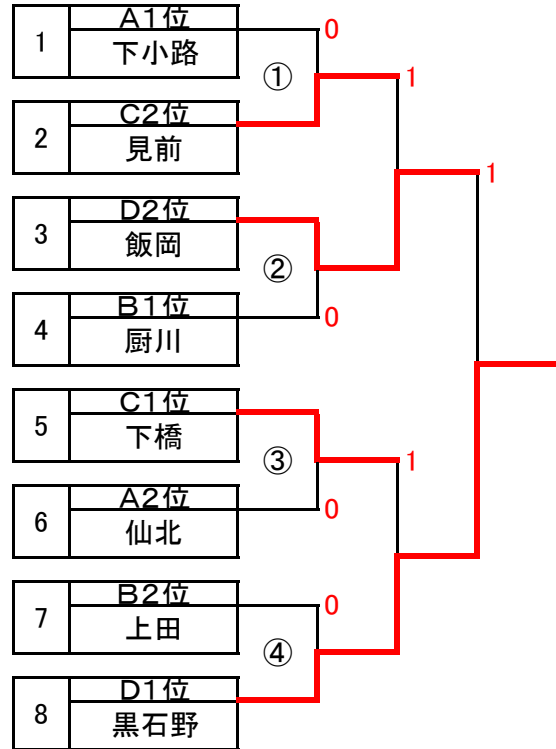 A1位
0
1
下小路
①
1
C2位
2
見前
1
D2位
3
飯岡
②
B1位
0
4
厨川
C1位
5
下橋
③
1
A2位
0
6
仙北
B2位
0
7
上田
④
D1位
8
黒石野